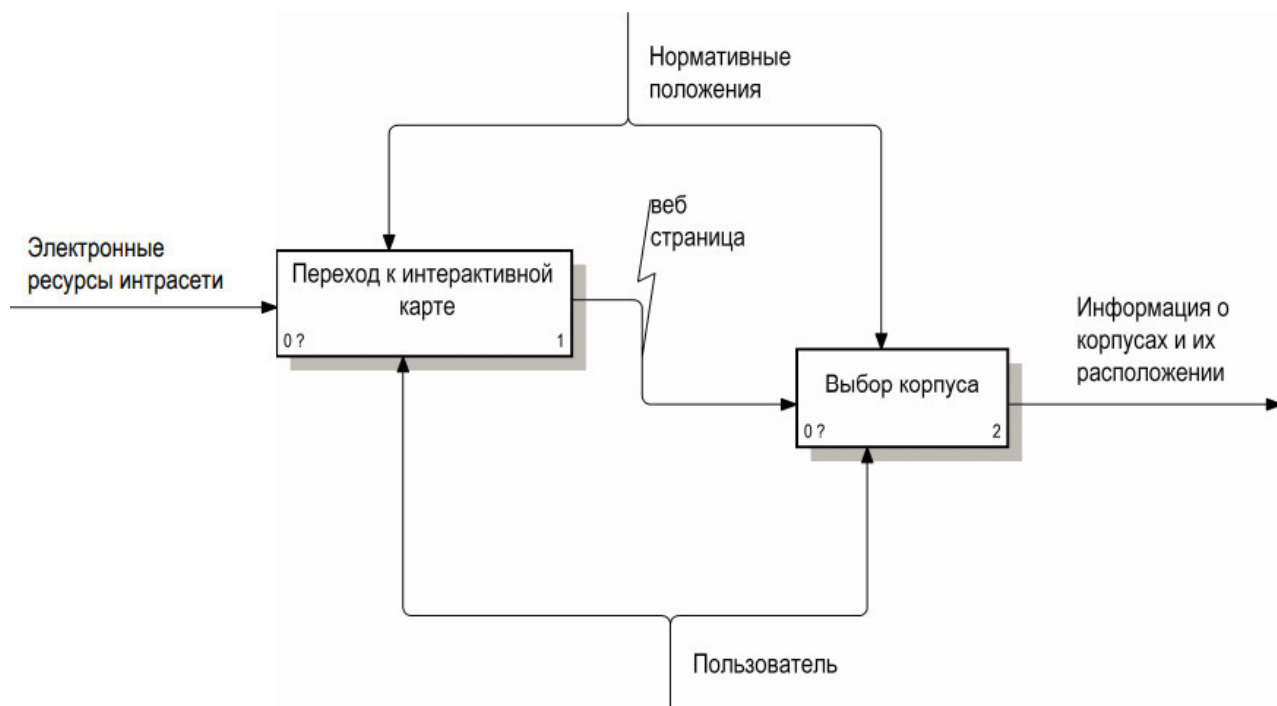 Нормативные
положения
веб
страница
Электронные
ресурсы интрасети
Переход к интерактивной
карте
0 ? 1
Информация о
корпусах и их
расположении
Выбор корпуса
0 ? 2
Пользователь